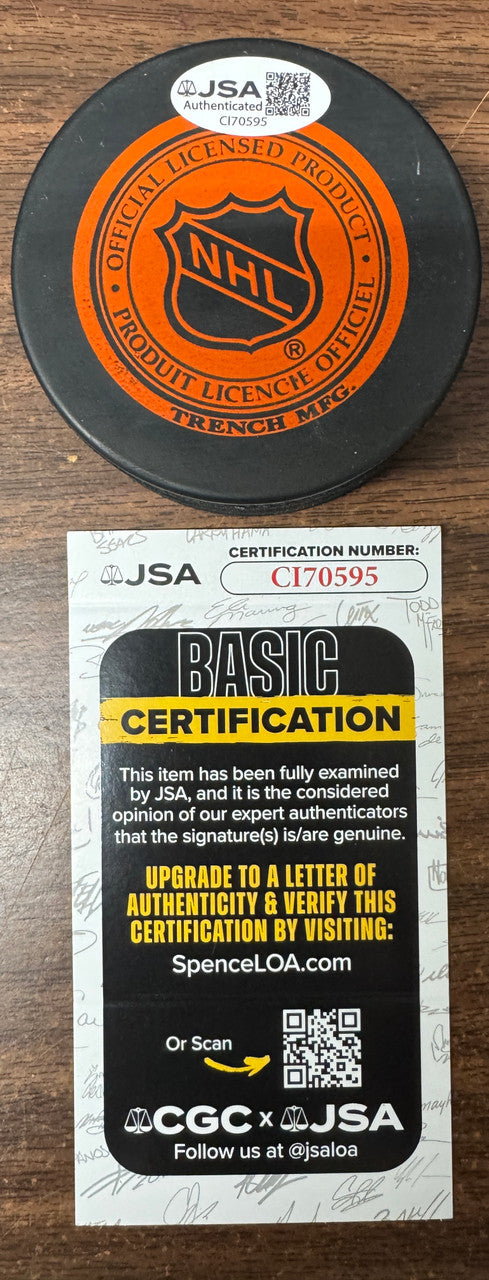 JSA
Authenticated
CI70595
OFFICIAL LICENSED PRODUCT
NHL
®
PRODUIT LICENCIE OFFICIEL
TRENCH MFG.
JSA
CERTIFICATION NUMBER:
CI70595
BASIC
CERTIFICATION
This item has been fully examined
by JSA, and it is the considered
opinion of our expert authenticators
that the signature(s) is/are genuine.
UPGRADE TO A LETTER OF
AUTHENTICITY & VERIFY THIS
CERTIFICATION BY VISITING:
SpenceLOA.com
Or Scan
CGC x JSA
Follow us at @jsaloa